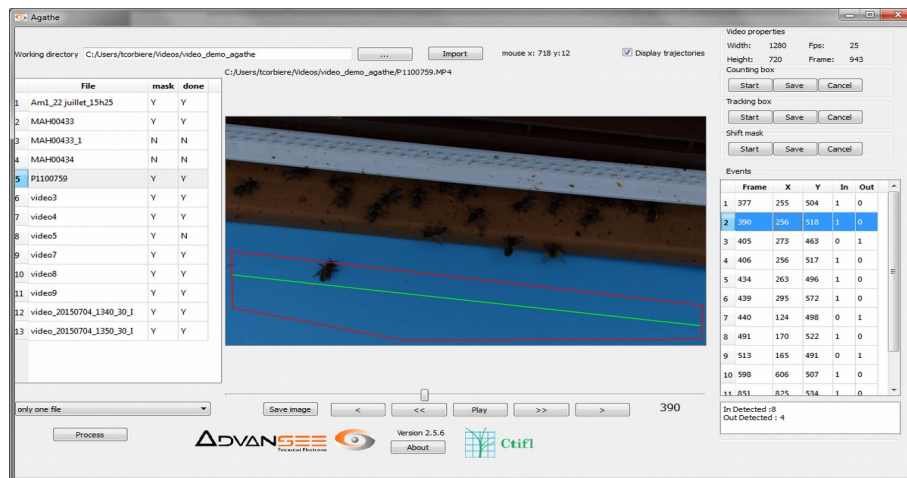 Agathe
Working directory C:/Users/tcorbiere/Videos/video_demo_agathe ... Import mouse x: 718 y:12 Display trajectories
C:/Users/tcorbiere/Videos/video_demo_agathe/P1100759.MP4
File mask done
1 Am1_22 juillet_15h25 Y Y
2 MAH00433 Y Y
3 MAH00433_1 N N
4 MAH00434 N N
5 P1100759 Y Y
6 video3 Y Y
7 video4 Y Y
8 video5 Y N
9 video7 Y Y
10 video8 Y Y
11 video9 Y Y
12 video_20150704_1340_30_I Y Y
13 video_20150704_1350_30_I Y Y
only one file
Process
Save image < << Play >> > 390
ADVANSEE
Version 2.5.6
About
Ctifl
Video properties
Width: 1280 Fps: 25
Height: 720 Frame: 943
Counting box
Start Save Cancel
Tracking box
Start Save Cancel
Shift mask
Start Save Cancel
Events
Frame X Y In Out
1 377 255 504 1 0
2 390 256 518 1 0
3 405 273 463 0 1
4 406 256 517 1 0
5 434 263 496 1 0
6 439 295 572 1 0
7 440 124 498 0 1
8 491 170 522 1 0
9 513 165 491 0 1
10 598 606 507 1 0
11 851 825 534 1 0
In Detected :8
Out Detected : 4